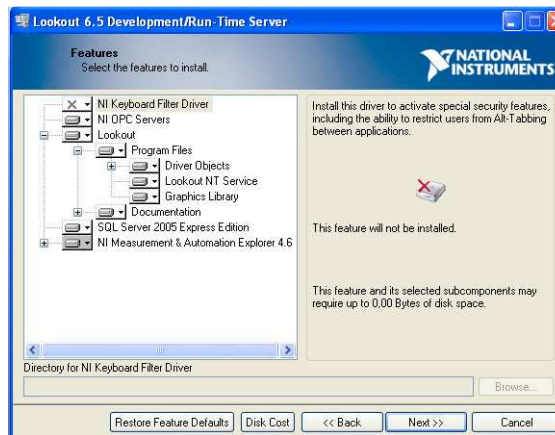 Lookout 6.5 Development/Run-Time Server
Features
Select the features to install.
NATIONAL
INSTRUMENTS
NI Keyboard Filter Driver
NI OPC Servers
Lookout
Program Files
Driver Objects
Lookout NT Service
Graphics Library
Documentation
SQL Server 2005 Express Edition
NI Measurement & Automation Explorer 4.6
Install this driver to activate special security features,
including the ability to restrict users from Alt-Tabbing
between applications.
This feature will not be installed.
This feature and its selected subcomponents may
require up to 0,00 Bytes of disk space.
Directory for NI Keyboard Filter Driver
Browse...
Restore Feature Defaults
Disk Cost
<< Back
Next >>
Cancel